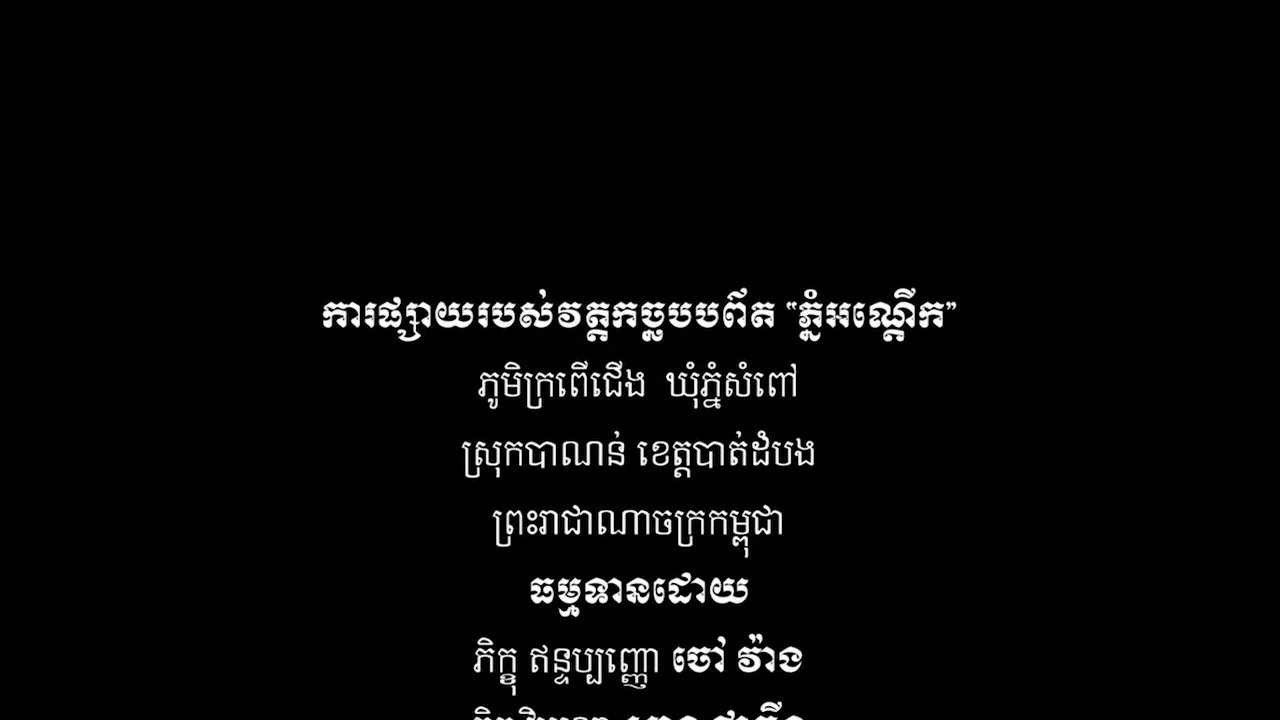 ការផ្សាយរបស់វត្តកច្ឆបបព៌ត “ភ្នំអណ្ដើក”
ភូមិក្រពើជើង ឃុំភ្នំសំពៅ
ស្រុកបាណន់ ខេត្តបាត់ដំបង
ព្រះរាជាណាចក្រកម្ពុជា
ធម្មទានដោយ
ភិក្ខុ ឥន្ទប្បញ្ញោ ចៅ វ៉ាង